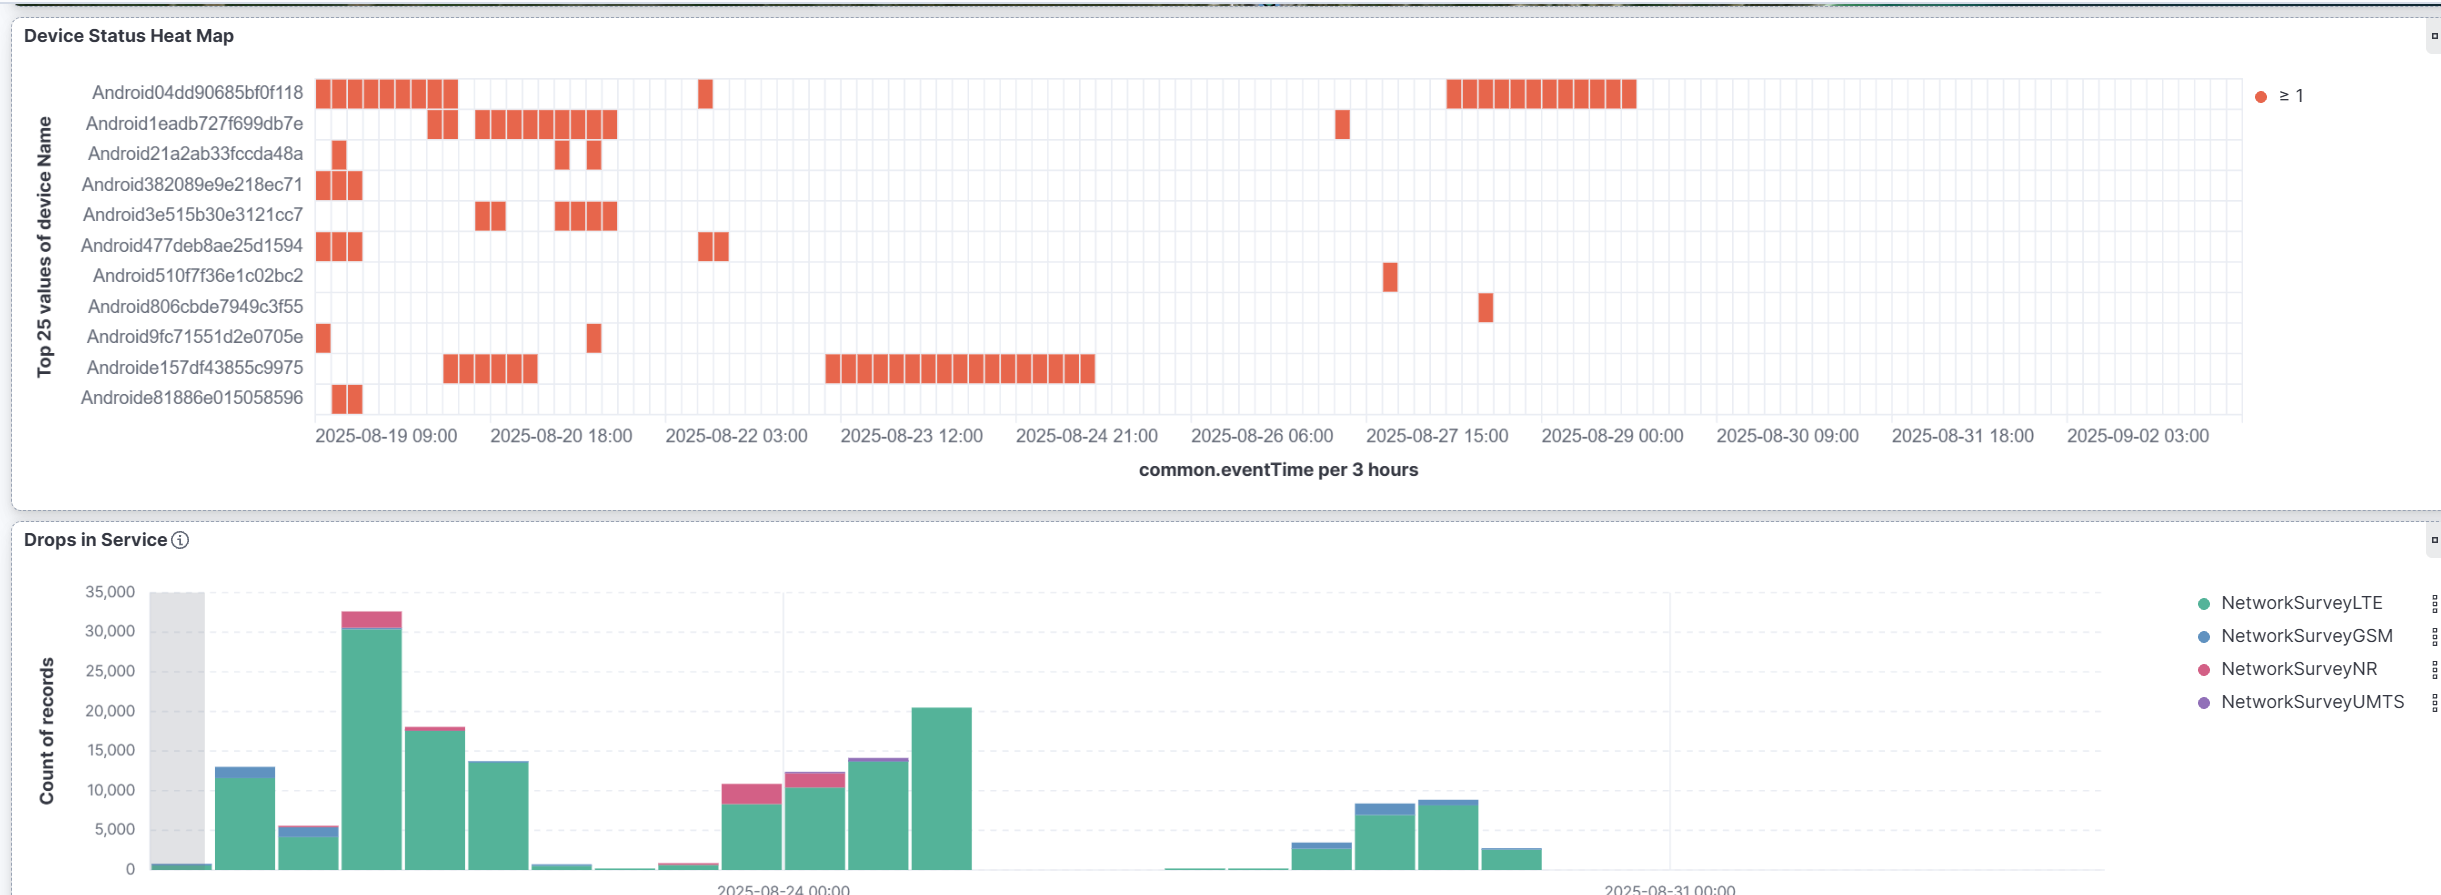 Device Status Heat Map
Top 25 values of device Name
Android04dd90685bf0f118
Android1eadb727f699db7e
Android21a2ab33fccda48a
Android382089e9e218ec71
Android3e515b30e3121cc7
Android477deb8ae25d1594
Android510f7f36e1c02bc2
Android806cbde7949c3f55
Android9fc71551d2e0705e
Androide157df43855c9975
Androide81886e015058596
≥ 1
2025-08-19 09:00 2025-08-20 18:00 2025-08-22 03:00 2025-08-23 12:00 2025-08-24 21:00 2025-08-26 06:00 2025-08-27 15:00 2025-08-29 00:00 2025-08-30 09:00 2025-08-31 18:00 2025-09-02 03:00
common.eventTime per 3 hours
Drops in Service
Count of records
35,000
30,000
25,000
20,000
15,000
10,000
5,000
0
NetworkSurveyLTE
NetworkSurveyGSM
NetworkSurveyNR
NetworkSurveyUMTS
2025-08-24 00:00 2025-08-31 00:00